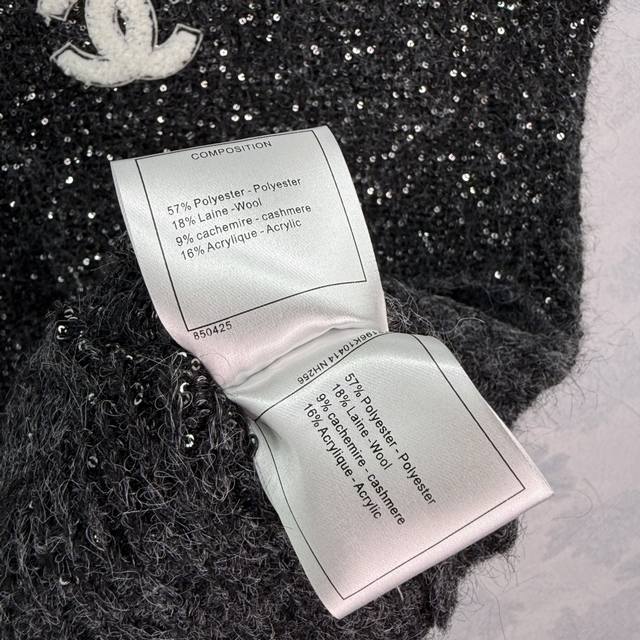 COMPOSITION
57% Polyester - Polyester
18% Laine -Wool
9% cachemire - cashmere
16% Acrylique - Acrylic
850425
57% Polyester - Polyester
18% Laine - Wool
9% cachemire - cashmere
16% Acrylique - Acrylic